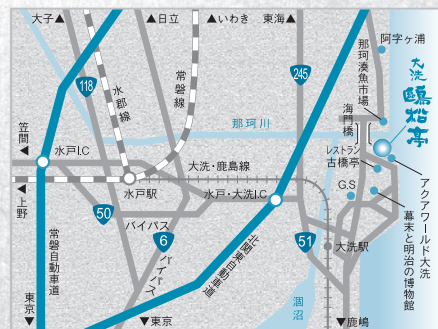 大子▲
▲日立
▲いわき
東海▲
阿字ヶ浦
那珂湊魚市場
大洗
鷗松亭
118
245
水郡線
常磐線
海門橋
那珂川
笠間
水戸I.C
大洗・鹿島線
レストラン
古橋亭
アクアワールド大洗
上野
水戸駅
水戸・大洗I.C
G.S
幕末と明治の博物館
50
バイパス
6
バイパス
51
大洗駅
常磐自動車道
北関東自動車道
涸沼
東京▼
▼東京
▼鹿嶋